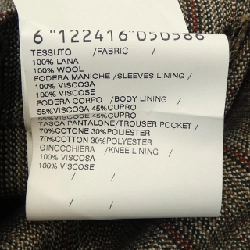 6 "122416"050588"
TESSUTO /FABRIC /
100% LANA
100% WOOL
FODERA MANICHE /SLEEVES LINING /
100% VISCOSA
100% VISCOSE
FODERA CORPO /BODY LINING /
55% VISCOSA 45% CUPRO
55% VISCOSE 45% CUPRO
TASCA PANTALONE/TROUSER POCKET /
70% COTONE 30% POLIESTER
70% COTTON 30% POLYESTER
GINOCCHIERA /KNEE LINING /
100% VISCOSA
100% VISCOSE